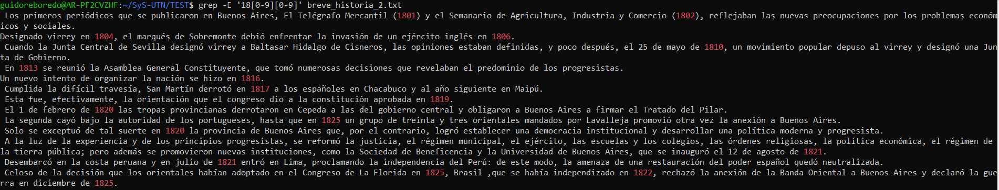 guidoreboredo@AR-PF2CVZHF:~/SyS-UTN/TEST$ grep -E '18[0-9][0-9]' breve_historia_2.txt
 Los primeros periódicos que se publicaron en Buenos Aires, El Telégrafo Mercantil (1801) y el Semanario de Agricultura, Industria y Comercio (1802), reflejaban las nuevas preocupaciones por los problemas económ
icos y sociales.
Designado virrey en 1804, el marqués de Sobremonte debió enfrentar la invasión de un ejército inglés en 1806.
 Cuando la Junta Central de Sevilla designó virrey a Baltasar Hidalgo de Cisneros, las opiniones estaban definidas, y poco después, el 25 de mayo de 1810, un movimiento popular depuso al virrey y designó una Jun
ta de Gobierno.
 En 1813 se reunió la Asamblea General Constituyente, que tomó numerosas decisiones que revelaban el predominio de los progresistas.
Un nuevo intento de organizar la nación se hizo en 1816.
 Cumplida la difícil travesía, San Martín derrotó en 1817 a los españoles en Chacabuco y al año siguiente en Maipú.
 Esta fue, efectivamente, la orientación que el congreso dio a la constitución aprobada en 1819.
 El 1 de febrero de 1820 las tropas provincianas derrotaron en Cepeda a las del gobierno central y obligaron a Buenos Aires a firmar el Tratado del Pilar.
 La segunda cayó bajo la autoridad de los portugueses, hasta que en 1825 un grupo de treinta y tres orientales mandados por Lavalleja promovió otra vez la anexión a Buenos Aires.
 Solo se exceptuó de tal suerte en 1820 la provincia de Buenos Aires que, por el contrario, logró establecer una democracia institucional y desarrollar una política moderna y progresista.
 A la luz de la experiencia y de los principios progresistas, se reformó la justicia, el régimen municipal, el ejército, las escuelas y los colegios, las órdenes religiosas, la política económica, el régimen de
la tierra pública; pero además se promovieron nuevas instituciones, como la Sociedad de Beneficencia y la Universidad de Buenos Aires, que se inauguró el 12 de agosto de 1821.
 Desembarcó en la costa peruana y en julio de 1821 entró en Lima, proclamando la independencia del Perú: de este modo, la amenaza de una restauración del poder español quedó neutralizada.
 Celoso de la decisión que los orientales habían adoptado en el Congreso de La Florida en 1825, Brasil ,que se había independizado en 1822, rechazó la anexión de la Banda Oriental a Buenos Aires y declaró la gue
rra en diciembre de 1825.